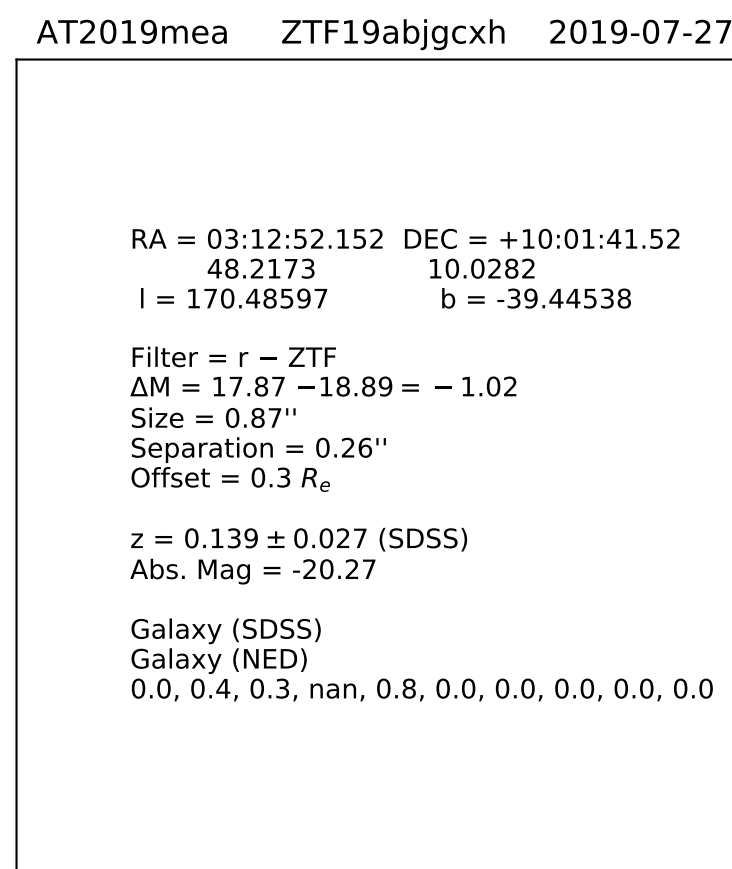 AT2019mea ZTF19abjgcxh 2019-07-27
RA = 03:12:52.152 DEC = +10:01:41.52
48.2173 10.0282
l = 170.48597 b = -39.44538
Filter = r − ZTF
ΔM = 17.87 −18.89 = − 1.02
Size = 0.87''
Separation = 0.26''
Offset = 0.3 Re
z = 0.139 ± 0.027 (SDSS)
Abs. Mag = -20.27
Galaxy (SDSS)
Galaxy (NED)
0.0, 0.4, 0.3, nan, 0.8, 0.0, 0.0, 0.0, 0.0, 0.0